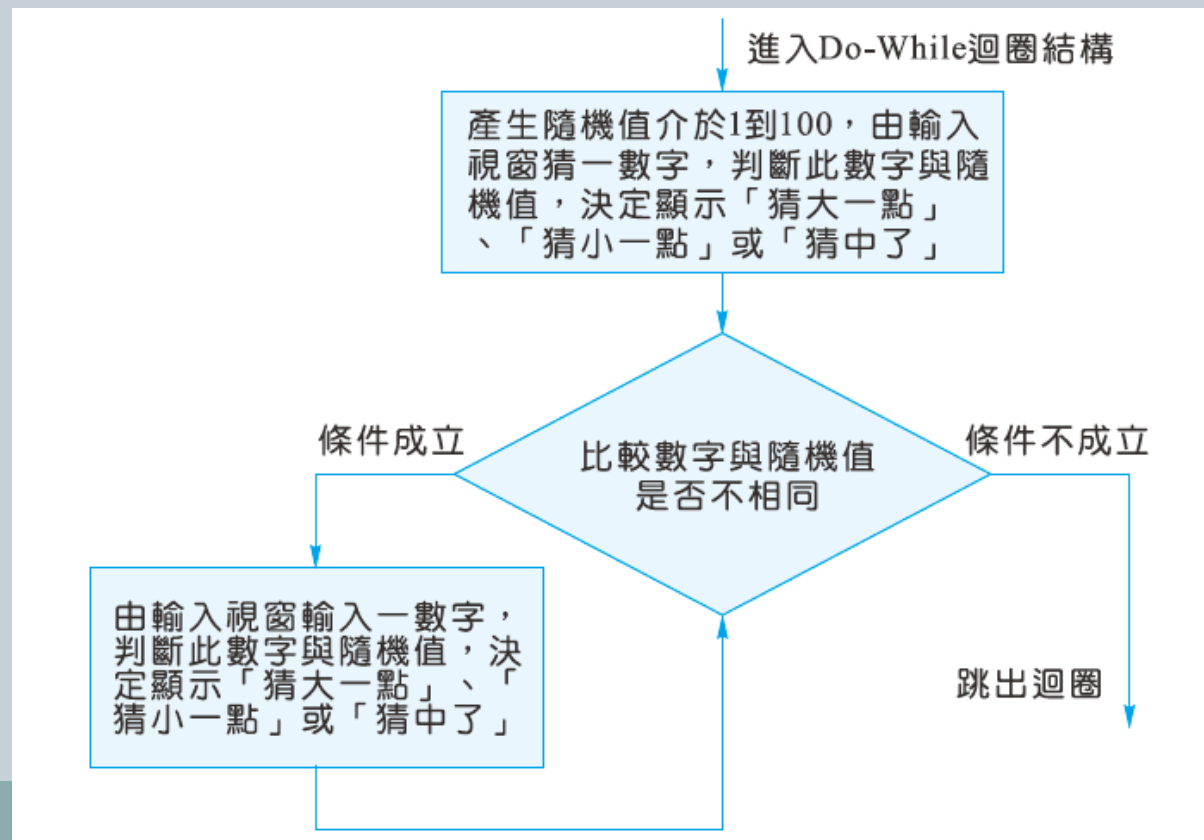 進入Do-While迴圈結構
產生隨機值介於1到100，由輸入
視窗猜一數字，判斷此數字與隨
機值，決定顯示「猜大一點」
、「猜小一點」或「猜中了」
條件成立
比較數字與隨機值
是否不相同
條件不成立
由輸入視窗輸入一數字，
判斷此數字與隨機值，決
定顯示「猜大一點」、「
猜小一點」或「猜中了」
跳出迴圈